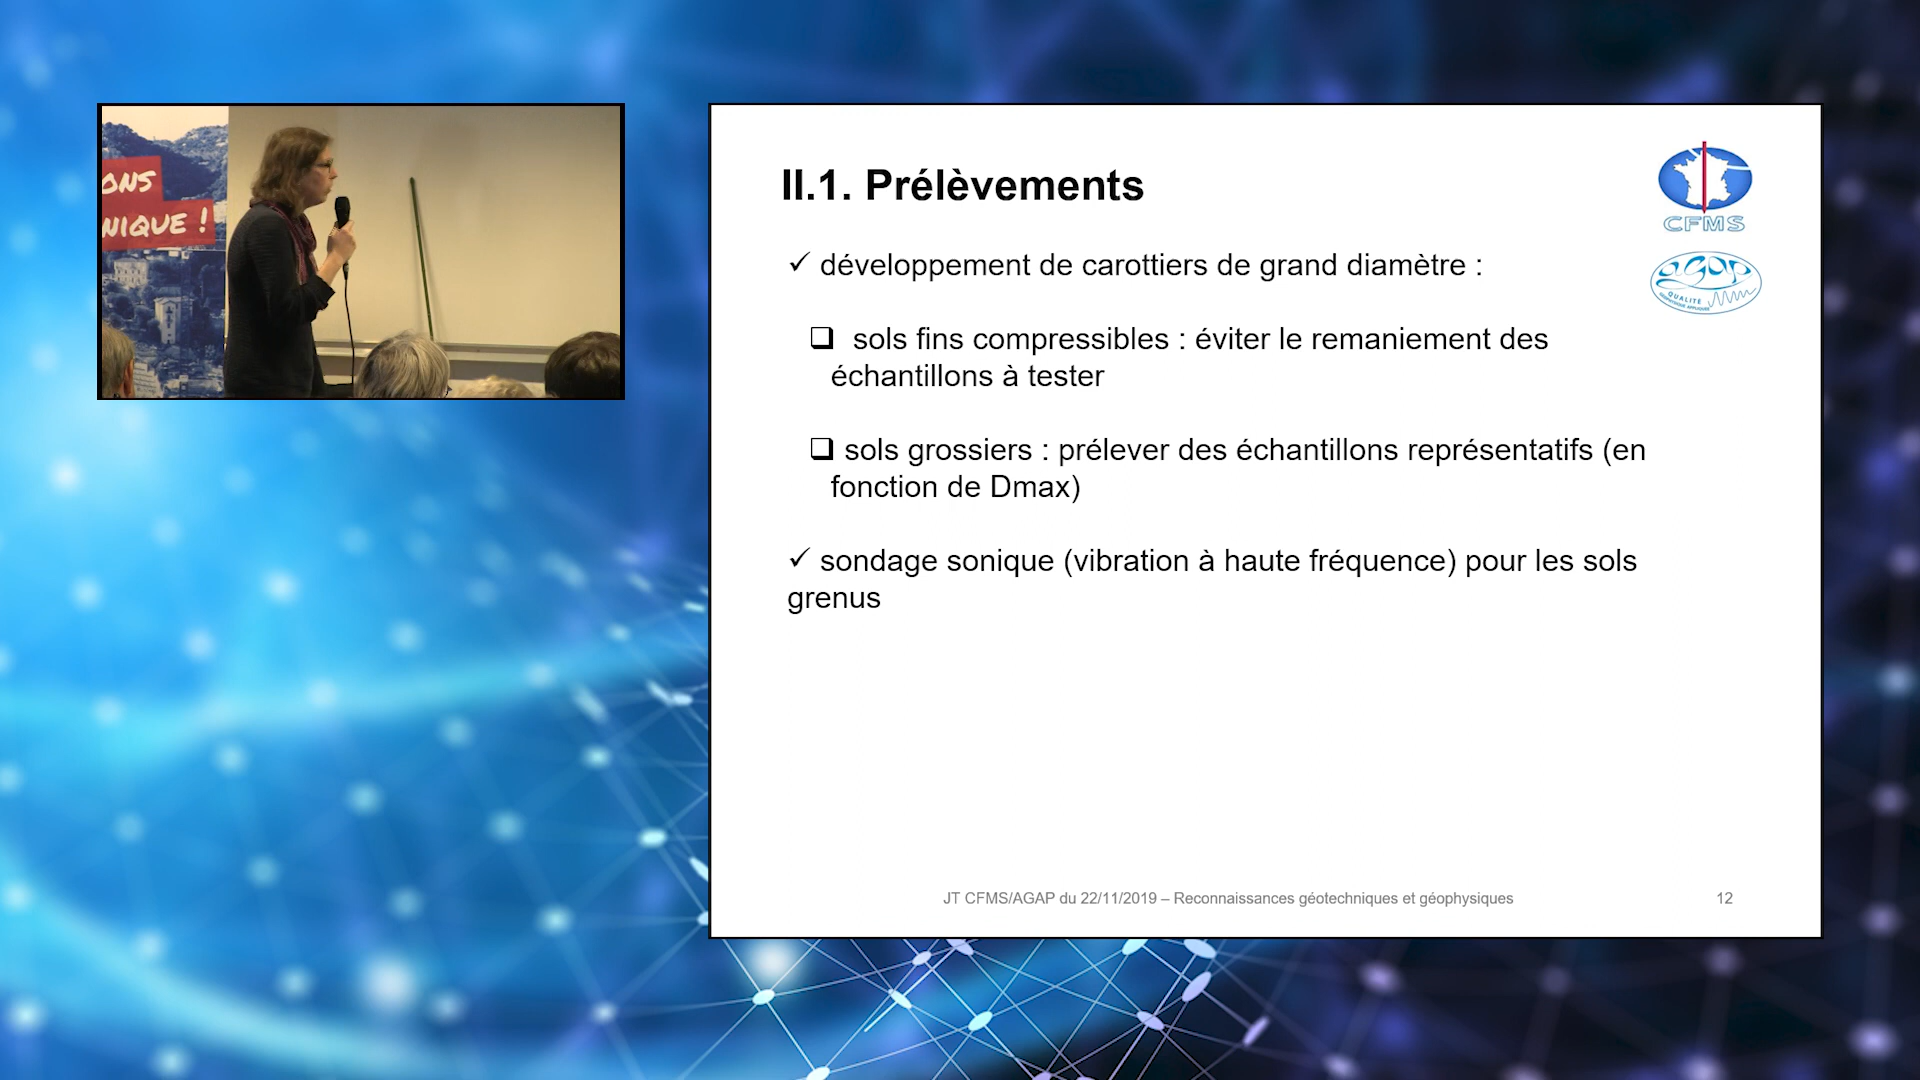 ONS
NIQUE !
II.1. Prélèvements
CFMS
agap
QUALITÉ
✓ développement de carottiers de grand diamètre :
❑ sols fins compressibles : éviter le remaniement des
échantillons à tester
❑ sols grossiers : prélever des échantillons représentatifs (en
fonction de Dmax)
✓ sondage sonique (vibration à haute fréquence) pour les sols
grenus
JT CFMS/AGAP du 22/11/2019 – Reconnaissances géotechniques et géophysiques
12